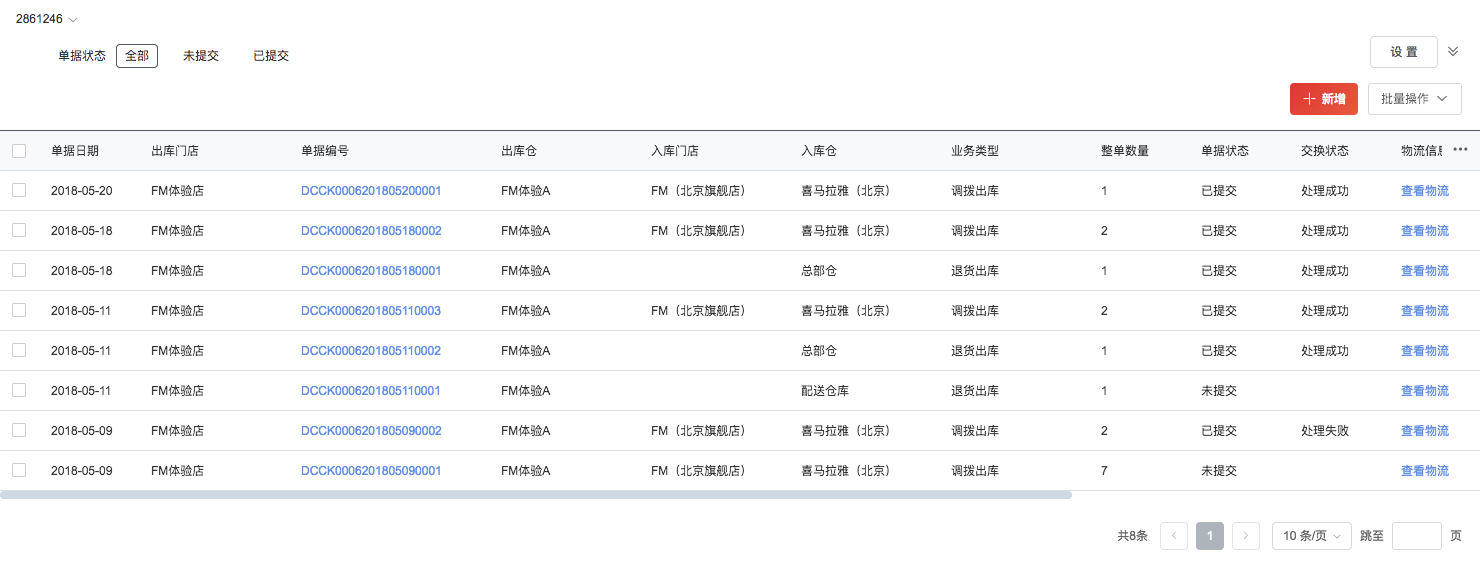 2861246
单据状态 全部 未提交 已提交 设 置
新增 批量操作
单据日期 出库门店 单据编号 出库仓 入库门店 入库仓 业务类型 整单数量 单据状态 交换状态 物流信息 •••
2018-05-20 FM体验店 DCCK0006201805200001 FM体验A FM（北京旗舰店） 喜马拉雅（北京） 调拨出库 1 已提交 处理成功 查看物流
2018-05-18 FM体验店 DCCK0006201805180002 FM体验A FM（北京旗舰店） 喜马拉雅（北京） 调拨出库 2 已提交 处理成功 查看物流
2018-05-18 FM体验店 DCCK0006201805180001 FM体验A 总部仓 退货出库 1 已提交 处理成功 查看物流
2018-05-11 FM体验店 DCCK0006201805110003 FM体验A FM（北京旗舰店） 喜马拉雅（北京） 调拨出库 2 已提交 处理成功 查看物流
2018-05-11 FM体验店 DCCK0006201805110002 FM体验A 总部仓 退货出库 1 已提交 处理成功 查看物流
2018-05-11 FM体验店 DCCK0006201805110001 FM体验A 配送仓库 退货出库 1 未提交 查看物流
2018-05-09 FM体验店 DCCK0006201805090002 FM体验A FM（北京旗舰店） 喜马拉雅（北京） 调拨出库 2 已提交 处理失败 查看物流
2018-05-09 FM体验店 DCCK0006201805090001 FM体验A FM（北京旗舰店） 喜马拉雅（北京） 调拨出库 7 未提交 查看物流
共8条 1 10 条/页 跳至 页